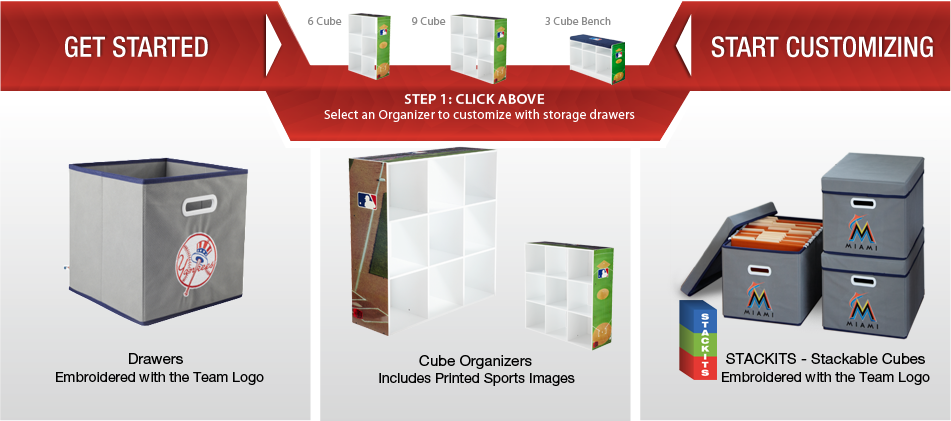 GET STARTED
6 Cube
9 Cube
3 Cube Bench
START CUSTOMIZING
STEP 1: CLICK ABOVE
Select an Organizer to customize with storage drawers
Yankees
Drawers
Embroidered with the Team Logo
Cube Organizers
Includes Printed Sports Images
MIAMI
MIAMI
MIAMI
STACKITS
STACKITS - Stackable Cubes
Embroidered with the Team Logo